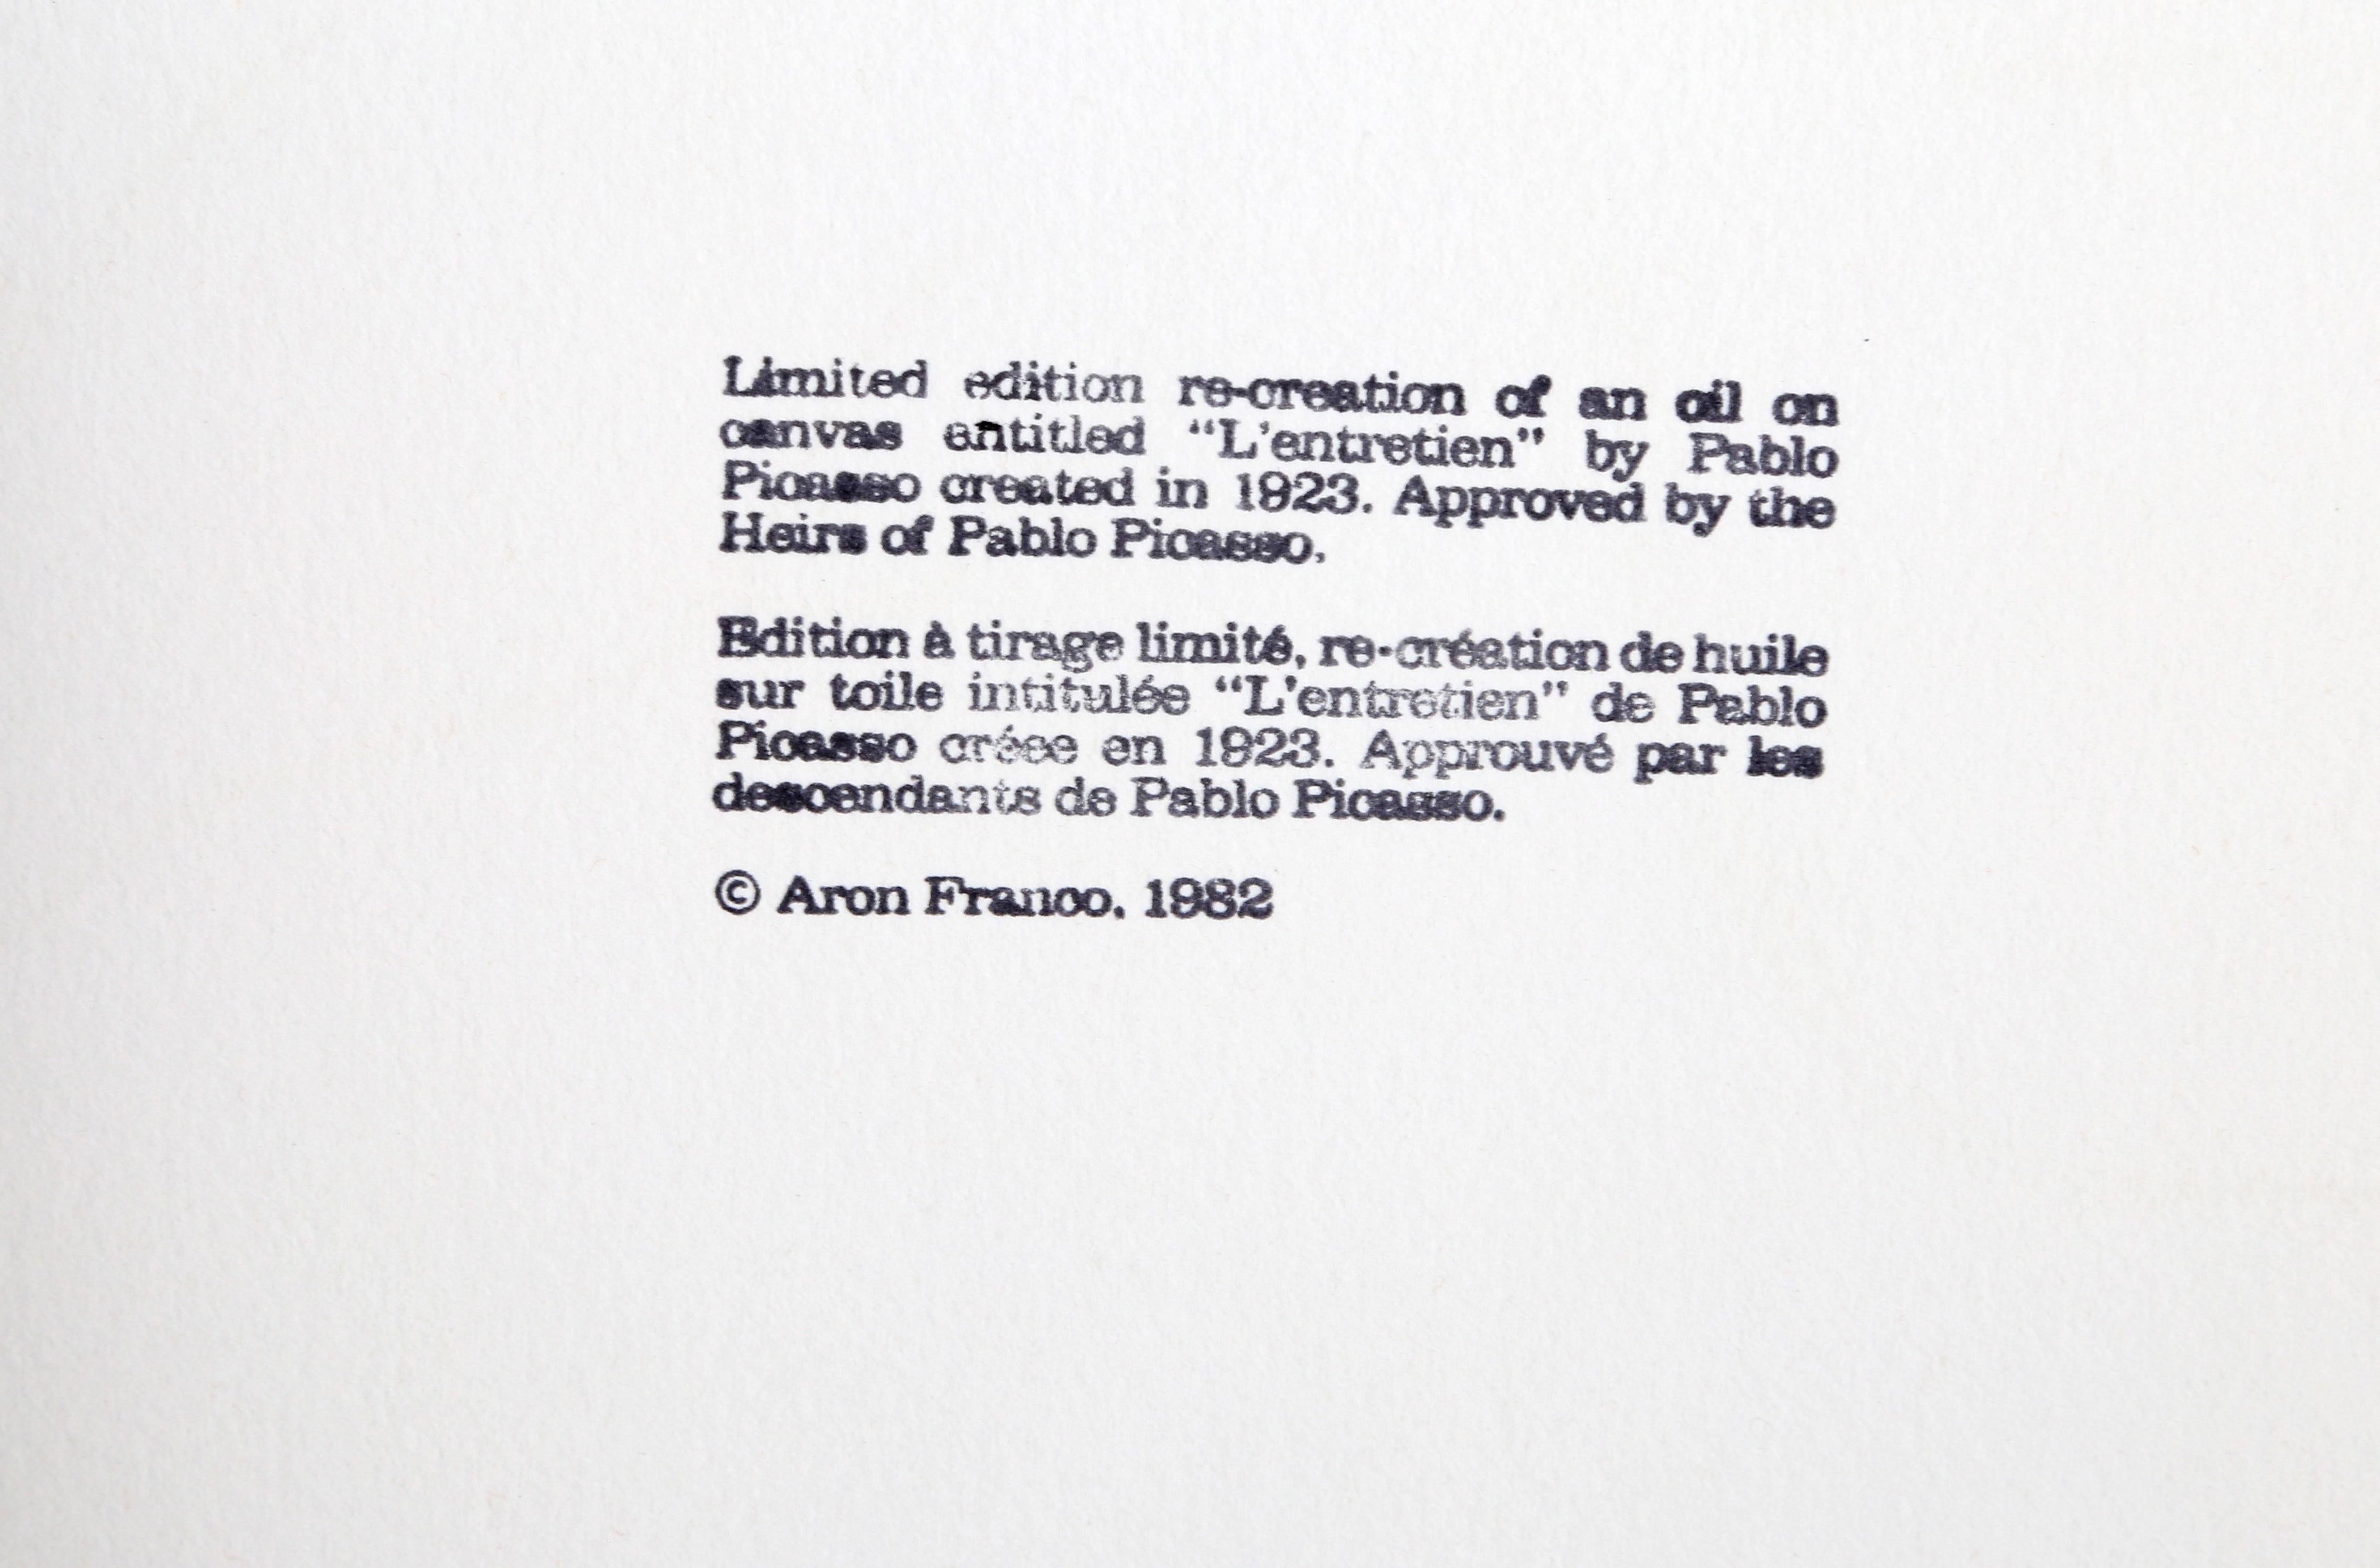 Limited edition re-creation of an oil on
canvas entitled “L'entretien” by Pablo
Picasso created in 1923. Approved by the
Heirs of Pablo Picasso.
Edition à tirage limité, re-création de huile
sur toile intitulée “L'entretien” de Pablo
Picasso créee en 1923. Approuvé par les
descendants de Pablo Picasso.
© Aron Franco, 1982